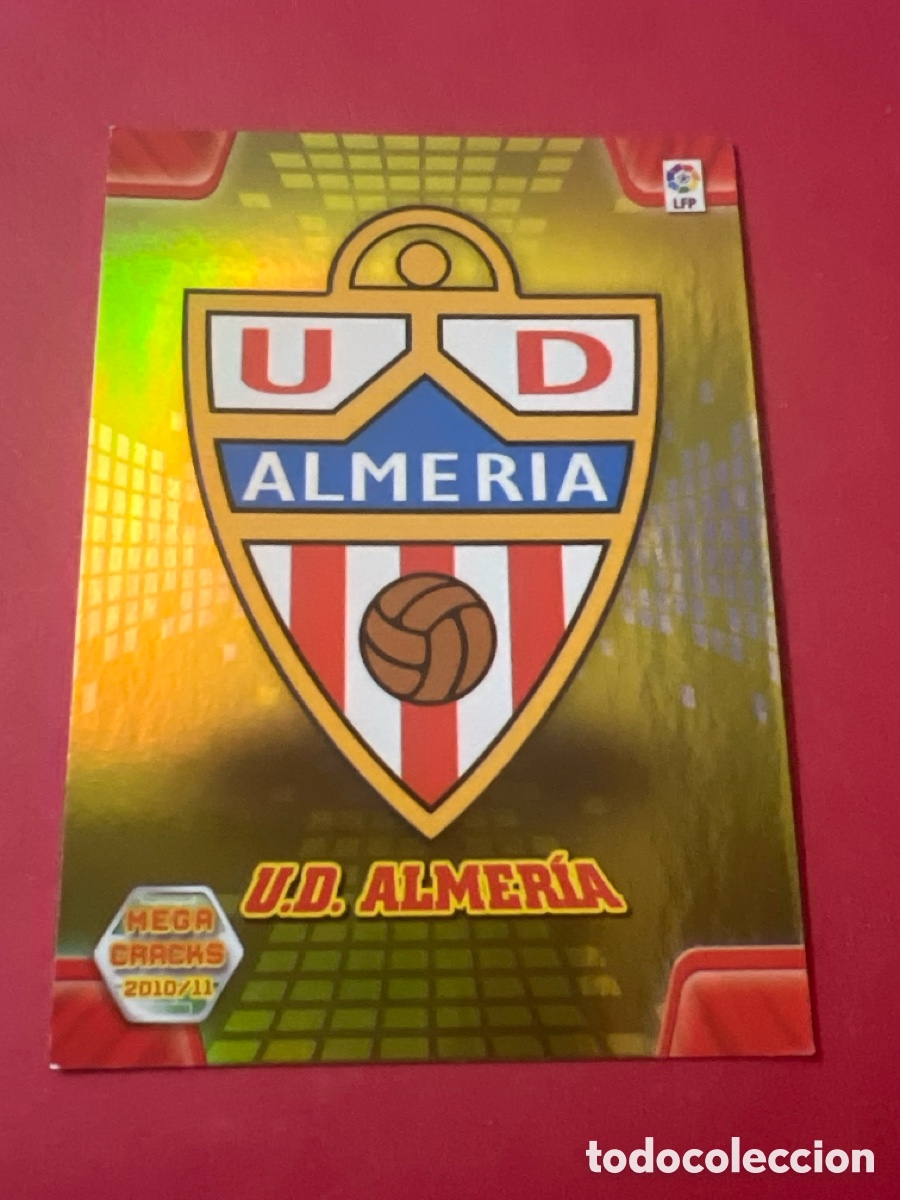 LFP
U D
ALMERIA
U.D. ALMERÍA
MEGA
CRACKS
2010/11
todocoleccion